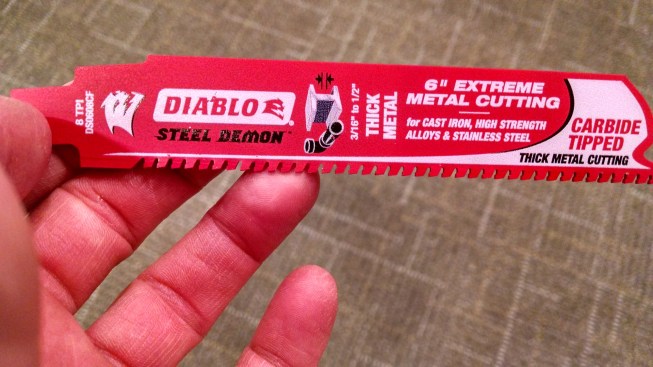 8 TPI
DS0608CF
DIABLO
STEEL DEMON
3/16" to 1/2"
THICK
METAL
6" EXTREME
METAL CUTTING
for CAST IRON, HIGH STRENGTH
ALLOYS & STAINLESS STEEL
CARBIDE
TIPPED
THICK METAL CUTTING